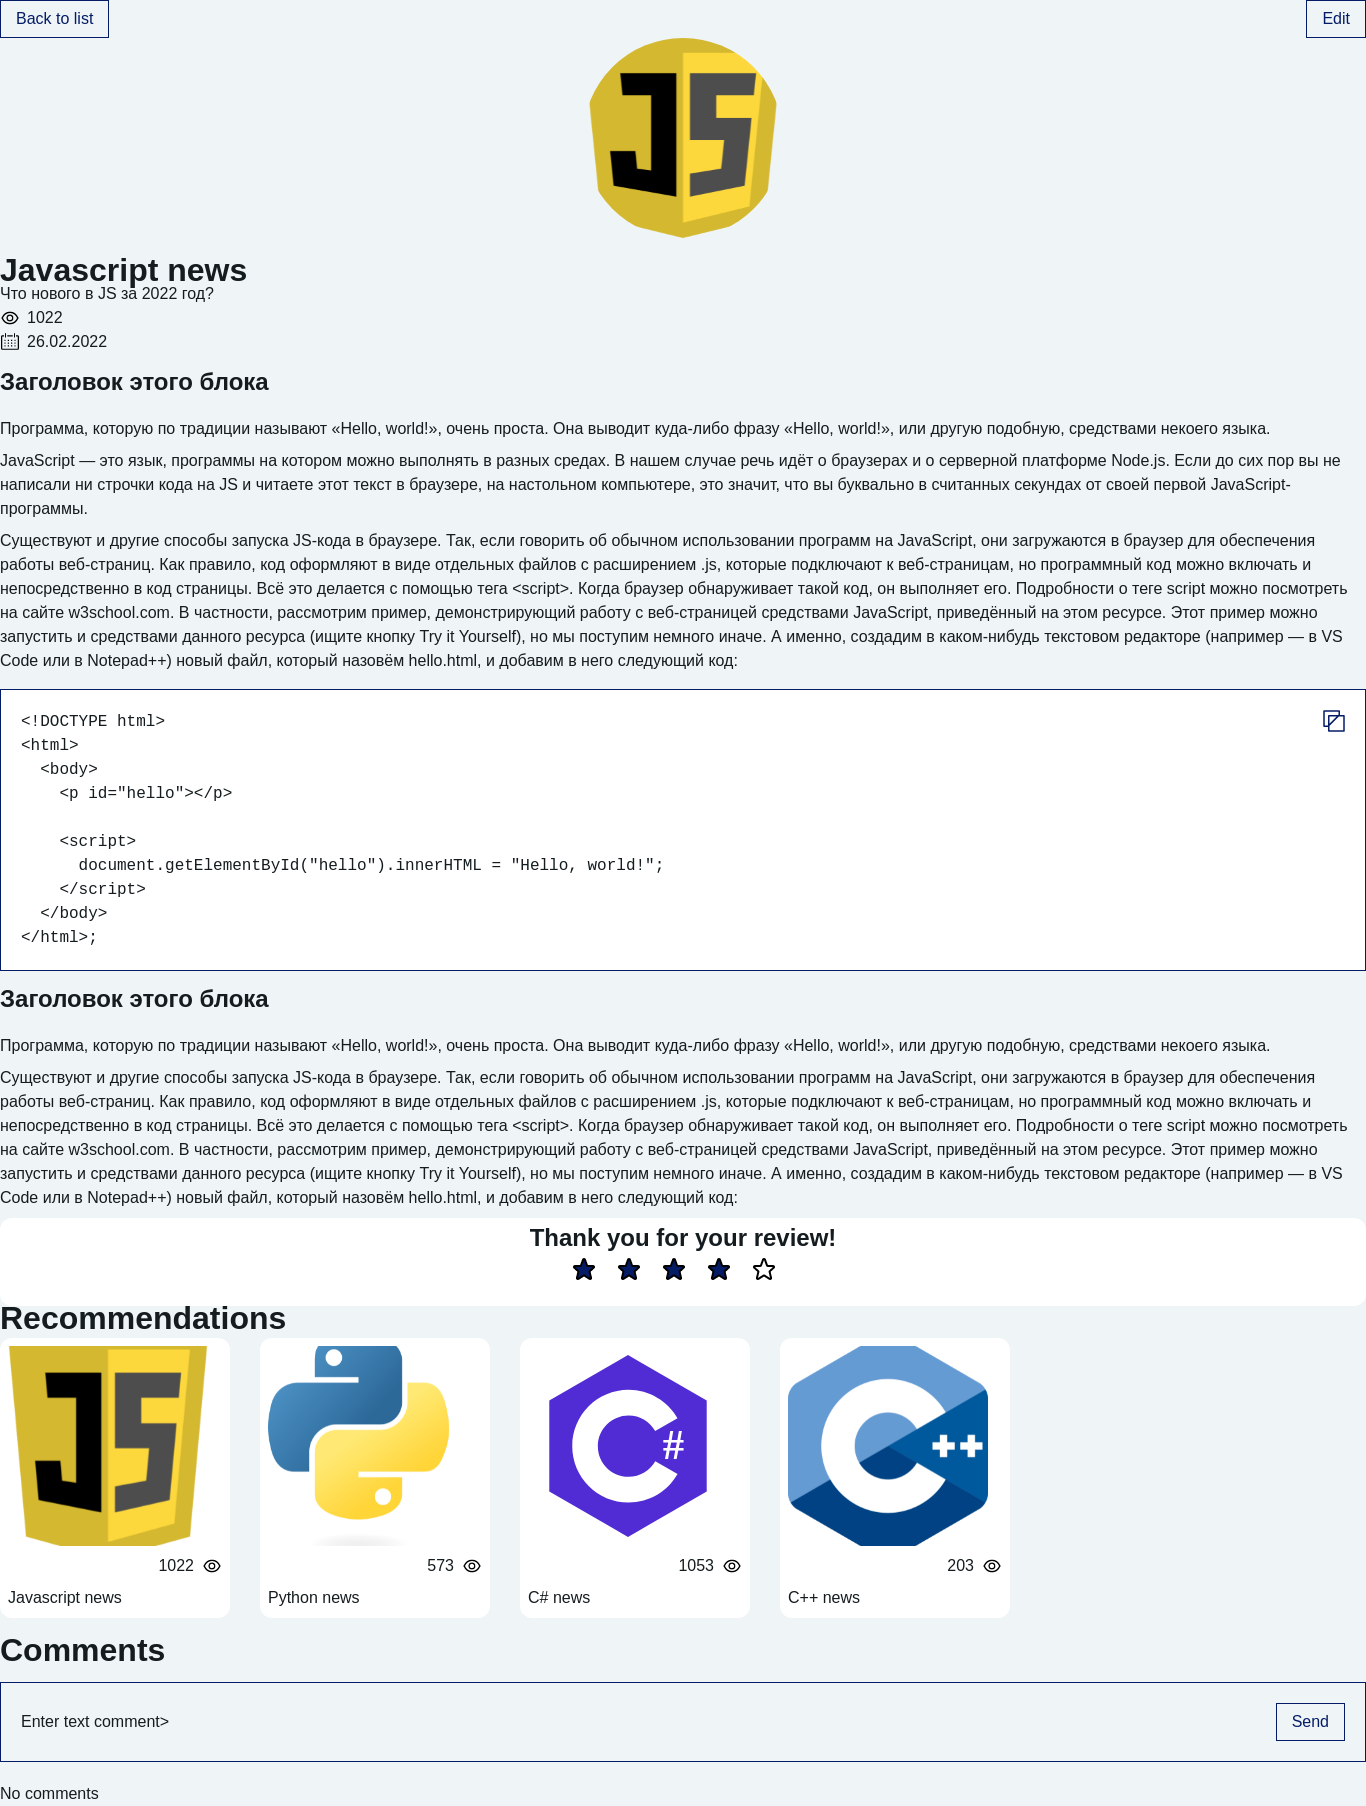 Back to list
Edit
JS
Javascript news
Что нового в JS за 2022 год?
1022
26.02.2022
Заголовок этого блока
Программа, которую по традиции называют «Hello, world!», очень проста. Она выводит куда-либо фразу «Hello, world!», или другую подобную, средствами некоего языка.
JavaScript — это язык, программы на котором можно выполнять в разных средах. В нашем случае речь идёт о браузерах и о серверной платформе Node.js. Если до сих пор вы не
написали ни строчки кода на JS и читаете этот текст в браузере, на настольном компьютере, это значит, что вы буквально в считанных секундах от своей первой JavaScript-
программы.
Существуют и другие способы запуска JS-кода в браузере. Так, если говорить об обычном использовании программ на JavaScript, они загружаются в браузер для обеспечения
работы веб-страниц. Как правило, код оформляют в виде отдельных файлов с расширением .js, которые подключают к веб-страницам, но программный код можно включать и
непосредственно в код страницы. Всё это делается с помощью тега <script>. Когда браузер обнаруживает такой код, он выполняет его. Подробности о теге script можно посмотреть
на сайте w3school.com. В частности, рассмотрим пример, демонстрирующий работу с веб-страницей средствами JavaScript, приведённый на этом ресурсе. Этот пример можно
запустить и средствами данного ресурса (ищите кнопку Try it Yourself), но мы поступим немного иначе. А именно, создадим в каком-нибудь текстовом редакторе (например — в VS
Code или в Notepad++) новый файл, который назовём hello.html, и добавим в него следующий код:
<!DOCTYPE html>
<html>
  <body>
    <p id="hello"></p>

    <script>
      document.getElementById("hello").innerHTML = "Hello, world!";
    </script>
  </body>
</html>;
Заголовок этого блока
Программа, которую по традиции называют «Hello, world!», очень проста. Она выводит куда-либо фразу «Hello, world!», или другую подобную, средствами некоего языка.
Существуют и другие способы запуска JS-кода в браузере. Так, если говорить об обычном использовании программ на JavaScript, они загружаются в браузер для обеспечения
работы веб-страниц. Как правило, код оформляют в виде отдельных файлов с расширением .js, которые подключают к веб-страницам, но программный код можно включать и
непосредственно в код страницы. Всё это делается с помощью тега <script>. Когда браузер обнаруживает такой код, он выполняет его. Подробности о теге script можно посмотреть
на сайте w3school.com. В частности, рассмотрим пример, демонстрирующий работу с веб-страницей средствами JavaScript, приведённый на этом ресурсе. Этот пример можно
запустить и средствами данного ресурса (ищите кнопку Try it Yourself), но мы поступим немного иначе. А именно, создадим в каком-нибудь текстовом редакторе (например — в VS
Code или в Notepad++) новый файл, который назовём hello.html, и добавим в него следующий код:
Thank you for your review!
Recommendations
JS
1022
Javascript news
573
Python news
C#
1053
C# news
C++
203
C++ news
Comments
Enter text comment>
Send
No comments